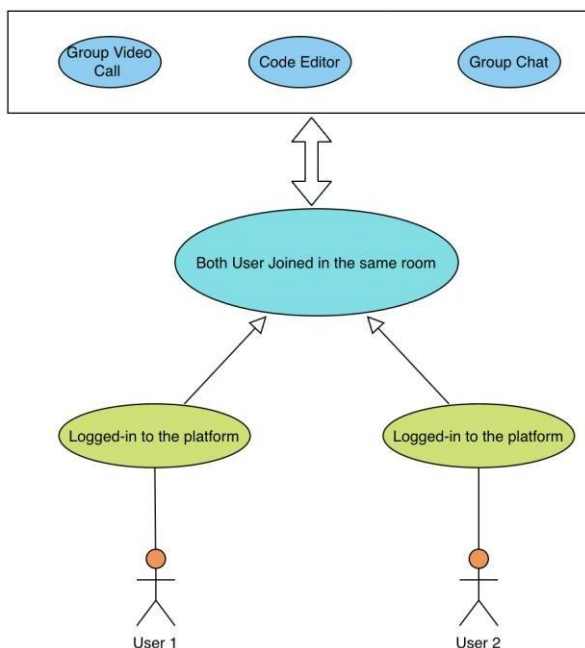 Group Video
Call
Code Editor
Group Chat
Both User Joined in the same room
Logged-in to the platform
Logged-in to the platform
User 1
User 2